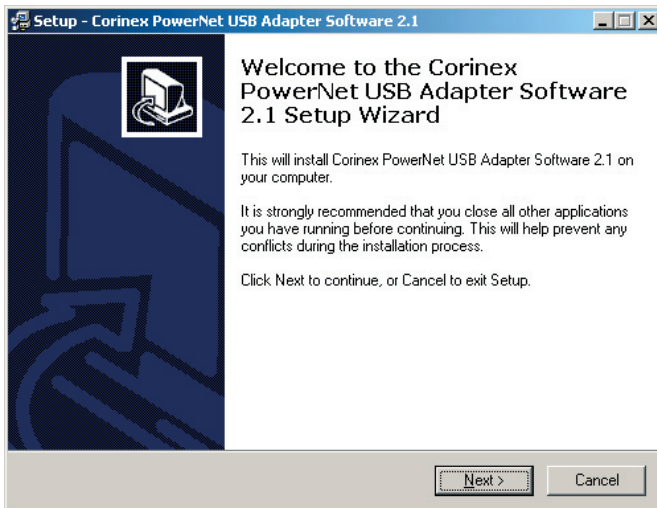 Setup - Corinex PowerNet USB Adapter Software 2.1
Welcome to the Corinex
PowerNet USB Adapter Software
2.1 Setup Wizard
This will install Corinex PowerNet USB Adapter Software 2.1 on
your computer.
It is strongly recommended that you close all other applications
you have running before continuing. This will help prevent any
conflicts during the installation process.
Click Next to continue, or Cancel to exit Setup.
Next >
Cancel